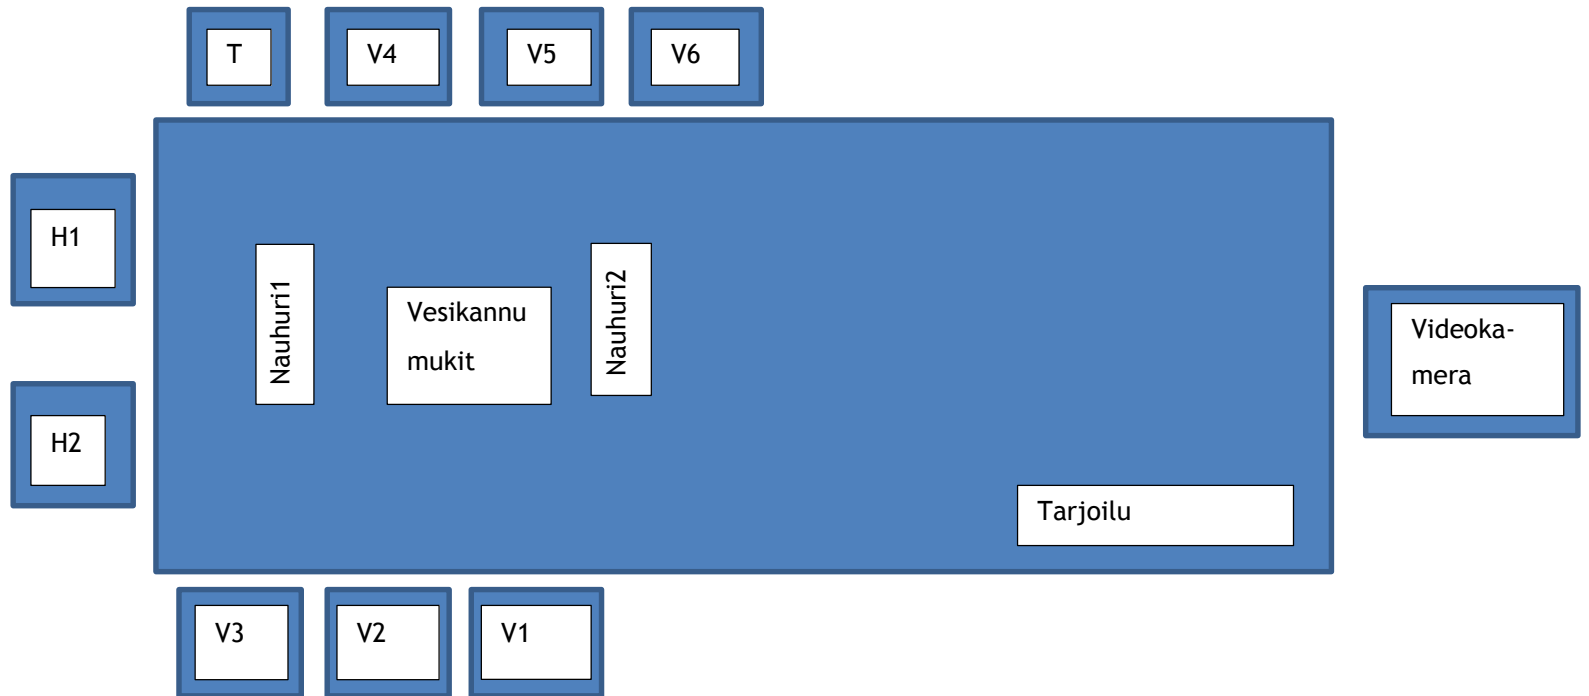 T
V4
V5
V6
H1
Nauhuri1
Vesikannu
mukit
Nauhuri2
Videoka-
mera
H2
Tarjoilu
V3
V2
V1